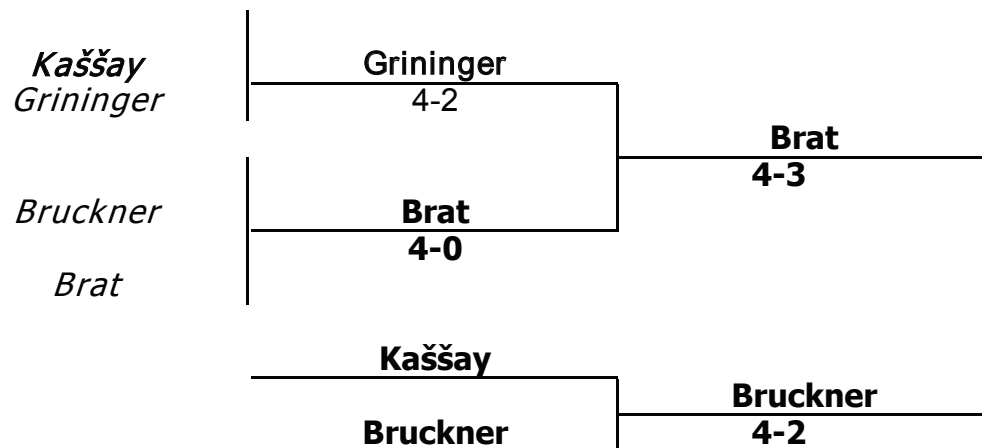 Kaššay
Grininger
Grininger
4-2
Brat
4-3
Bruckner
Brat
4-0
Brat
Kaššay
Bruckner
Bruckner
4-2